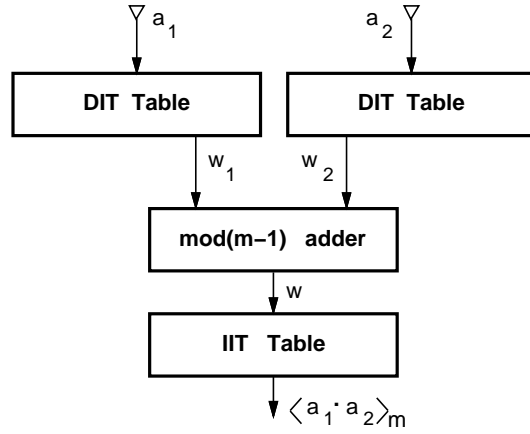 a1 a2
DIT Table DIT Table
w1 w2
mod(m−1) adder
w
IIT Table
⟨a1 · a2⟩m